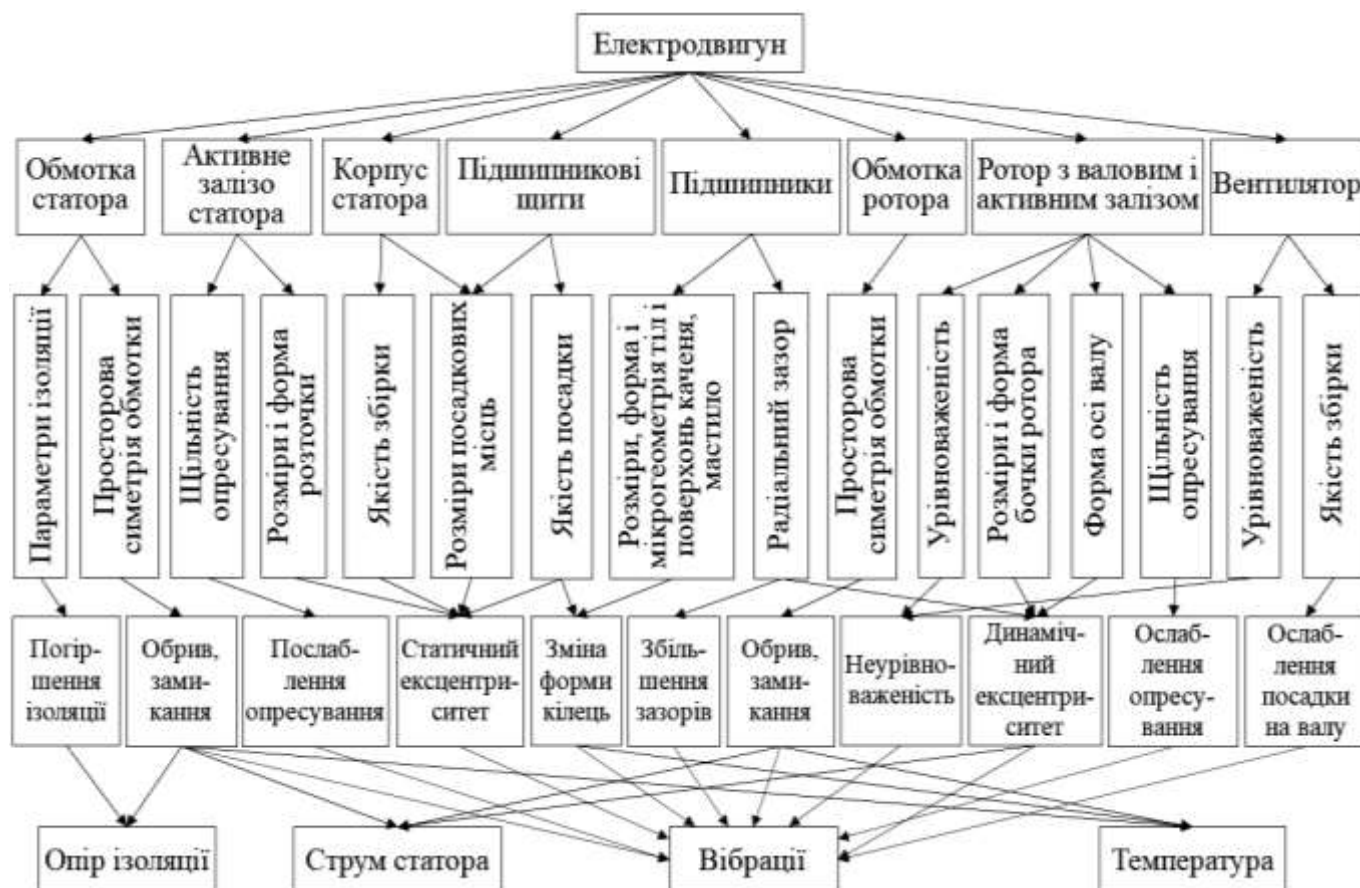 Електродвигун
Обмотка
статора
Активне
залізо
статора
Корпус
статора
Підшипникові
щити
Підшипники
Обмотка
ротора
Ротор з валовим і
активним залізом
Вентилятор
Параметри ізоляції
Просторова
симетрія обмотки
Щільність
опресування
Розміри і форма
розточки
Якість збірки
Розміри посадкових
місць
Якість посадки
Розміри, форма і
мікрогеометрія тіл і
поверхонь каченя,
мастило
Радіальний зазор
Просторова
симетрія обмотки
Урівноваженість
Розміри і форма
бочки ротора
Форма осі валу
Щільність
опресування
Урівноваженість
Якість збірки
Погір-
шення
ізоляції
Обрив,
зами-
кання
Послаб-
лення
опресування
Статичний
ексцентри-
ситет
Зміна
форми
кілець
Збіль-
шення
зазорів
Обрив,
зами-
кання
Неурівно-
важеність
Динаміч-
ний
ексцентри-
ситет
Ослаб-
лення
опресу-
вання
Ослаб-
лення
посадки
на валу
Опір ізоляції
Струм статора
Вібрації
Температура